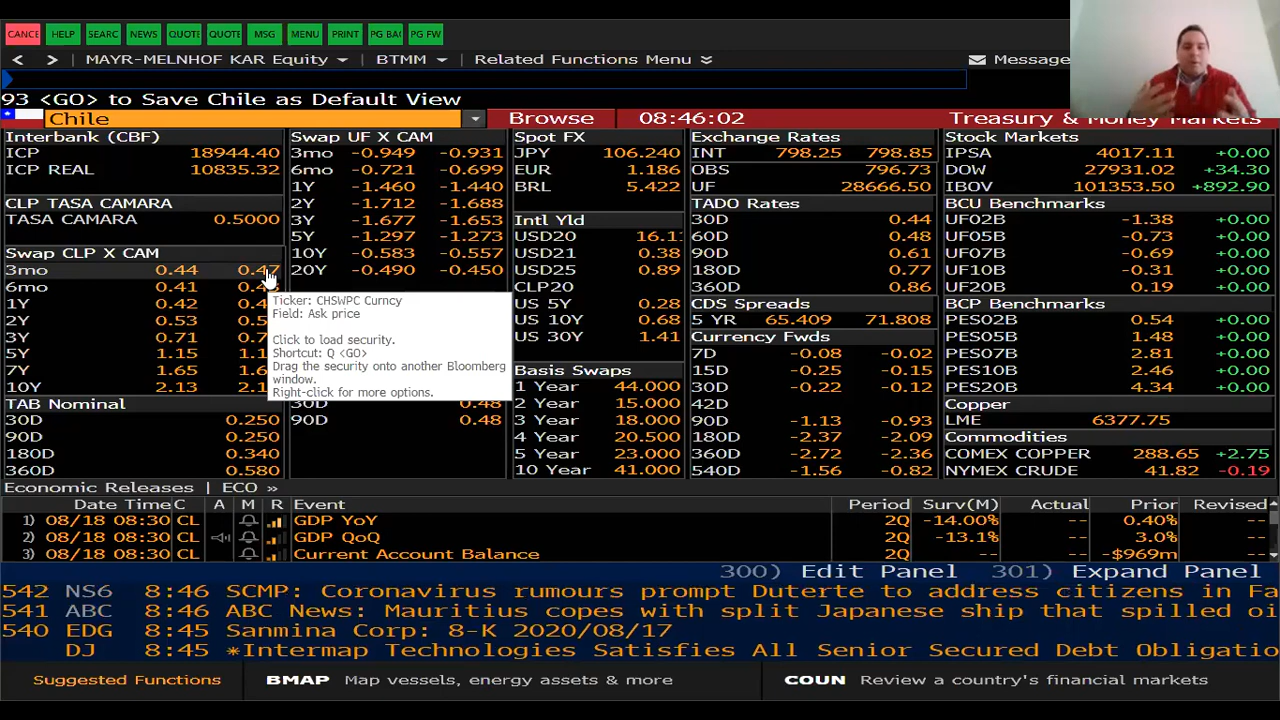 CANCE HELP SEARC NEWS QUOTE QUOTE MSG MENU PRINT PG BAC PG FW
< > MAYR-MELNHOF KAR Equity BTMM Related Functions Menu Message
93 <GO> to Save Chile as Default View
Chile Browse 08:46:02 Treasury & Money Markets
Interbank (CBF)
ICP 18944.40
ICP REAL 10835.32
CLP TASA CAMARA
TASA CAMARA 0.5000
Swap CLP X CAM
3mo 0.44 0.47
6mo 0.41
1Y 0.42
2Y 0.53
3Y 0.71
5Y 1.15
7Y 1.65
10Y 2.13
TAB Nominal
30D 0.250
90D 0.250
180D 0.340
360D 0.580
Swap UF X CAM
3mo -0.949 -0.931
6mo -0.721 -0.699
1Y -1.460 -1.440
2Y -1.712 -1.688
3Y -1.677 -1.653
5Y -1.297 -1.273
10Y -0.583 -0.557
20Y -0.490 -0.450
Ticker: CHSWPC Curncy
Field: Ask price
Click to load security.
Shortcut: Q <GO>
Drag the security onto another Bloomberg
window.
Right-click for more options.
30D 0.48
90D 0.48
Spot FX
JPY 106.240
EUR 1.186
BRL 5.422
Intl Yld
USD20 16.1
USD21 0.38
USD25 0.89
CLP20
US 5Y 0.28
US 10Y 0.68
US 30Y 1.41
Basis Swaps
1 Year 44.000
2 Year 15.000
3 Year 18.000
4 Year 20.500
5 Year 23.000
10 Year 41.000
Exchange Rates
INT 798.25 798.85
OBS 796.73
UF 28666.50
TADO Rates
30D 0.44
60D 0.48
90D 0.61
180D 0.77
360D 0.86
CDS Spreads
5 YR 65.409 71.808
Currency Fwds
7D -0.08 -0.02
14D -0.25 -0.01
30D -0.22 -0.12
42D
90D -1.13 -0.93
180D -2.37 -2.09
360D -2.72 -2.36
540D -1.56 -0.82
Stock Markets
IPSA 4017.11 +0.00
DOW 27931.02 +34.30
IBOV 101353.50 +892.90
BCU Benchmarks
UF02B -1.38 +0.00
UF05B -0.73 +0.00
UF10B -0.31 +0.00
UF20B 0.19 +0.00
BCP Benchmarks
PES02B 0.54 +0.00
PES05B 1.48 +0.00
PES07B 2.81 +0.00
PES10B 2.46 +0.00
PES20B 4.34 +0.00
Copper
LME 6377.75
Commodities
COMEX COPPER 288.65 +2.75
NYMEX CRUDE 41.82 -0.19
Economic Releases | ECO »
Date Time C A M R Event Period Surv(M) Actual Prior Revised
1) 08/18 08:30 CL GDP YoY 2Q -14.00% -- 0.40% --
2) 08/18 08:30 CL GDP QoQ 2Q -13.1% -- 3.0% --
3) 08/18 08:30 CL Current Account Balance 2Q -- -- -$969m --
300) Edit Panel 301) Expand Panel
542 NS6 8:46 SCMP: Coronavirus rumours prompt Duterte to address citizens in Fa
541 ABC 8:46 ABC News: Mauritius copes with split Japanese ship that spilled oi
540 EDG 8:45 Sanmina Corp: 8-K 2020/08/17
DJ 8:45 *Intermap Technologies Satisfies All Senior Secured Debt Obligatio
Suggested Functions BMAP Map vessels, energy assets & more COUN Review a country's financial markets